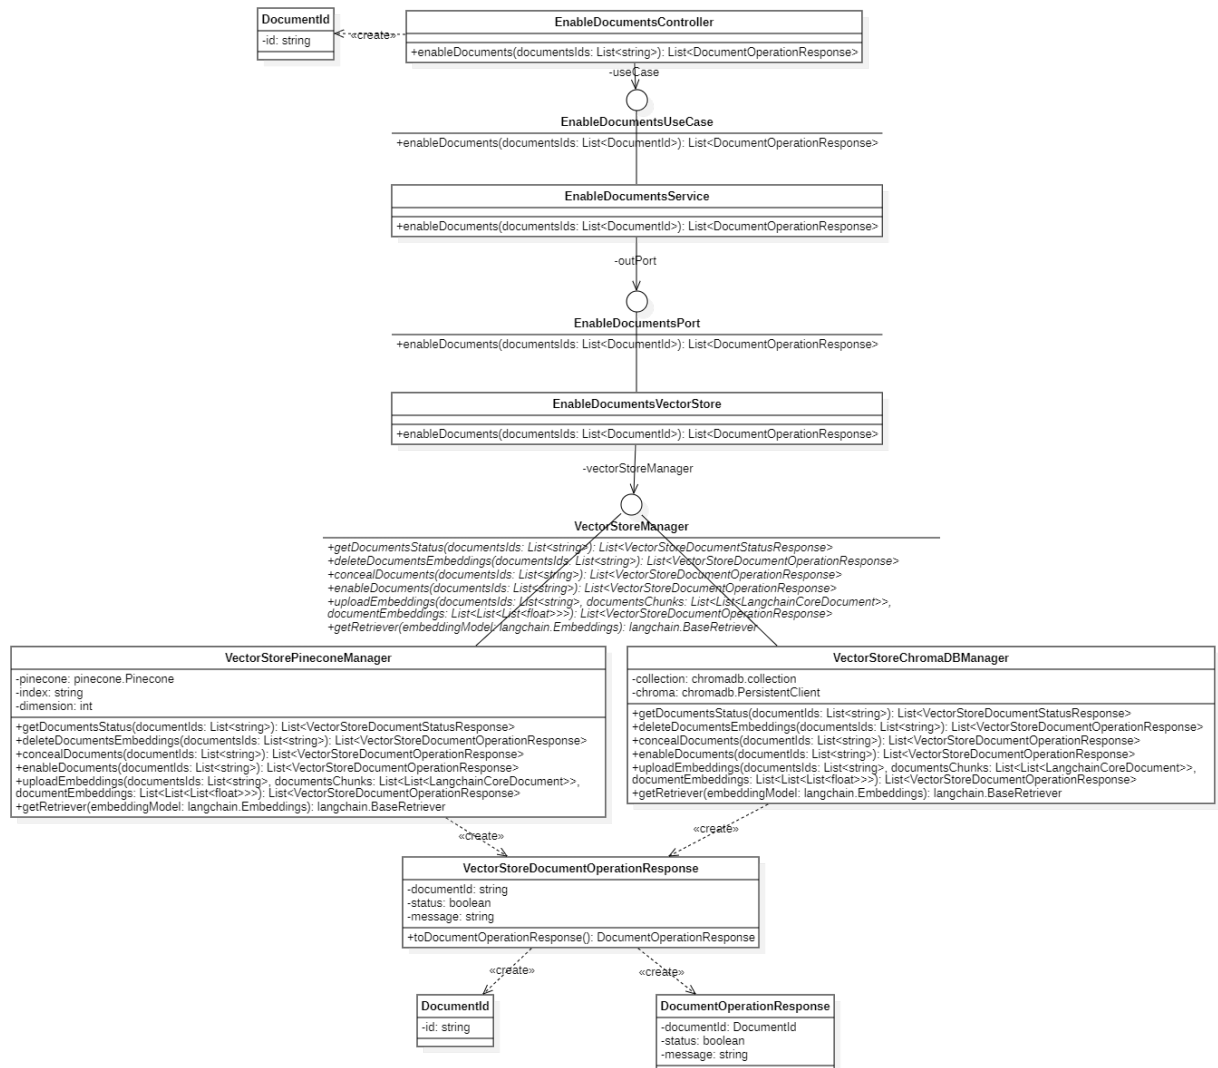 DocumentId
-id: string
EnableDocumentsController
+enableDocuments(documentsIds: List<string>): List<DocumentOperationResponse>
«create»
-useCase
EnableDocumentsUseCase
+enableDocuments(documentsIds: List<DocumentId>): List<DocumentOperationResponse>
EnableDocumentsService
+enableDocuments(documentsIds: List<DocumentId>): List<DocumentOperationResponse>
-outPort
EnableDocumentsPort
+enableDocuments(documentsIds: List<DocumentId>): List<DocumentOperationResponse>
EnableDocumentsVectorStore
+enableDocuments(documentsIds: List<DocumentId>): List<DocumentOperationResponse>
-vectorStoreManager
VectorStoreManager
+getDocumentsStatus(documentsIds: List<string>): List<VectorStoreDocumentStatusResponse>
+deleteDocumentsEmbeddings(documentsIds: List<string>): List<VectorStoreDocumentOperationResponse>
+concealDocuments(documentsIds: List<string>): List<VectorStoreDocumentOperationResponse>
+enableDocuments(documentsIds: List<string>): List<VectorStoreDocumentOperationResponse>
+uploadEmbeddings(documentsIds: List<string>, documentsChunks: List<List<LangchainCoreDocument>>,
documentEmbeddings: List<List<List<float>>>): List<VectorStoreDocumentOperationResponse>
+getRetriever(embeddingModel: langchain.Embeddings): langchain.BaseRetriever
VectorStorePineconeManager
-pinecone: pinecone.Pinecone
-index: string
-dimension: int
+getDocumentsStatus(documentIds: List<string>): List<VectorStoreDocumentStatusResponse>
+deleteDocumentsEmbeddings(documentsIds: List<string>): List<VectorStoreDocumentOperationResponse>
+concealDocuments(documentIds: List<string>): List<VectorStoreDocumentOperationResponse>
+enableDocuments(documentIds: List<string>): List<VectorStoreDocumentOperationResponse>
+uploadEmbeddings(documentsIds: List<string>, documentsChunks: List<List<LangchainCoreDocument>>,
documentEmbeddings: List<List<List<float>>>): List<VectorStoreDocumentOperationResponse>
+getRetriever(embeddingModel: langchain.Embeddings): langchain.BaseRetriever
VectorStoreChromaDBManager
-collection: chromadb.collection
-chroma: chromadb.PersistentClient
+getDocumentsStatus(documentIds: List<string>): List<VectorStoreDocumentStatusResponse>
+deleteDocumentsEmbeddings(documentsIds: List<string>): List<VectorStoreDocumentOperationResponse>
+concealDocuments(documentIds: List<string>): List<VectorStoreDocumentOperationResponse>
+enableDocuments(documentIds: List<string>): List<VectorStoreDocumentOperationResponse>
+uploadEmbeddings(documentsIds: List<string>, documentsChunks: List<List<LangchainCoreDocument>>,
documentEmbeddings: List<List<List<float>>>): List<VectorStoreDocumentOperationResponse>
+getRetriever(embeddingModel: langchain.Embeddings): langchain.BaseRetriever
«create»
«create»
VectorStoreDocumentOperationResponse
-documentId: string
-status: boolean
-message: string
+toDocumentOperationResponse(): DocumentOperationResponse
«create»
«create»
DocumentId
-id: string
DocumentOperationResponse
-documentId: DocumentId
-status: boolean
-message: string